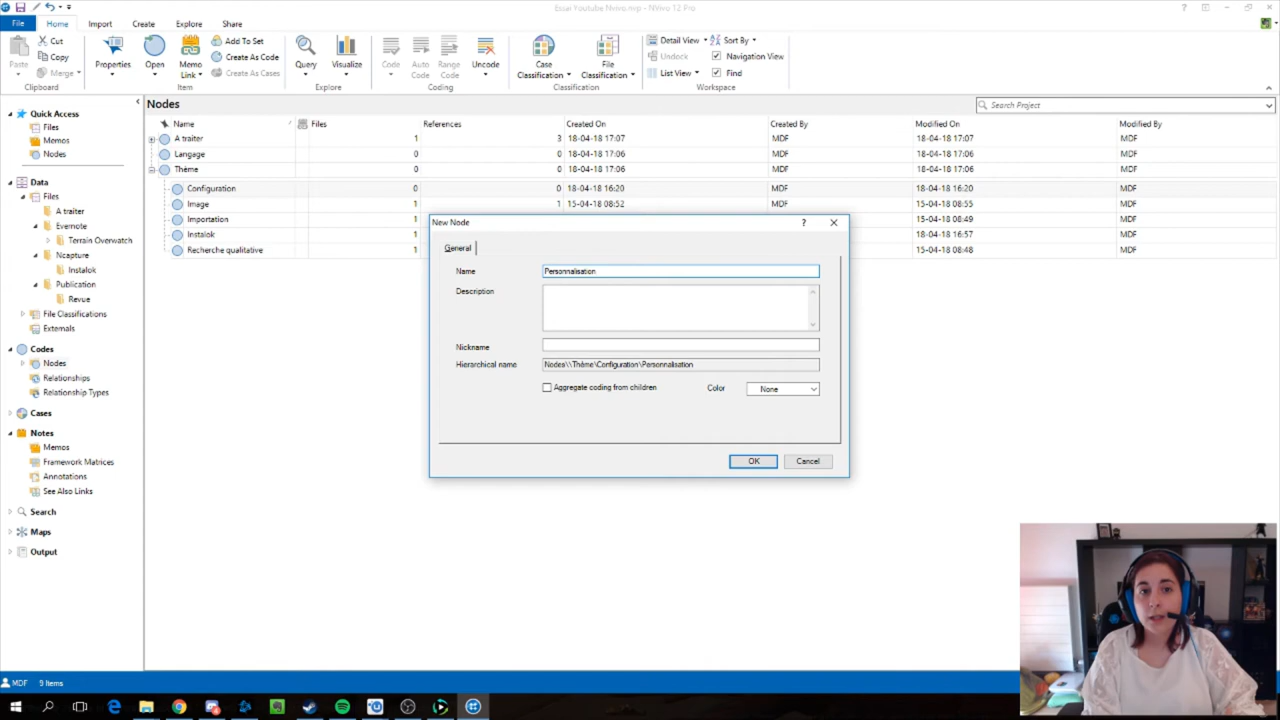 Essai Youtube Nvivo.nvp - NVivo 12 Pro
File Home Import Create Explore Share
Paste Cut Copy Merge Clipboard
Properties Open Memo Link Add To Set Create As Code Create As Cases Item
Query Visualize Explore
Code Auto Code Range Code Uncode Coding
Case Classification File Classification Classification
Detail View Sort By Undock Navigation View List View Find Workspace
Quick Access
Files
Memos
Nodes
Data
Files
A traiter
Evernote
Terrain Overwatch
Ncapture
Instalok
Publication
Revue
File Classifications
Externals
Codes
Nodes
Relationships
Relationship Types
Cases
Notes
Memos
Framework Matrices
Annotations
See Also Links
Search
Maps
Output
Nodes Search Project
Name Files References Created On Created By Modified On Modified By
A traiter 1 3 18-04-18 17:07 MDF 18-04-18 17:07 MDF
Langage 0 0 18-04-18 17:06 MDF 18-04-18 17:06 MDF
Thème 0 0 18-04-18 17:06 MDF 18-04-18 17:06 MDF
Configuration 0 0 18-04-18 16:20 MDF 18-04-18 16:20 MDF
Image 1 1 15-04-18 08:52 MDF 15-04-18 08:55 MDF
Importation 1 15-04-18 08:49 MDF
Instalok 1 18-04-18 16:57 MDF
Recherche qualitative 1 15-04-18 08:48 MDF
New Node ?
General
Name Personnalisation
Description
Nickname
Hierarchical name Nodes\\Thème\Configuration\Personnalisation
Aggregate coding from children Color None
OK Cancel
MDF 9 Items